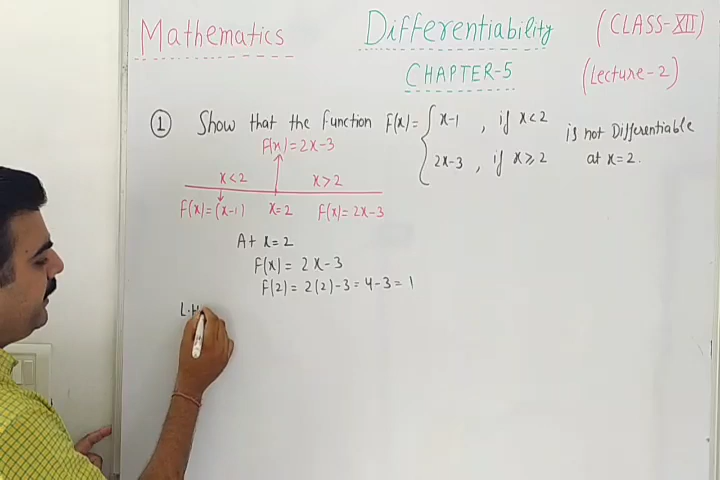 Mathematics Differentiability (CLASS-XII)
CHAPTER-5 (Lecture-2)
① Show that the function F(x)= { x-1 , if x<2
2x-3 , if x⩾2
is not Differentiable
at x=2.
F(x)=2x-3
x<2 x>2
F(x)=(x-1) x=2 F(x)=2x-3
At x=2
F(x)= 2x-3
F(2)= 2(2)-3=4-3=1
L.H